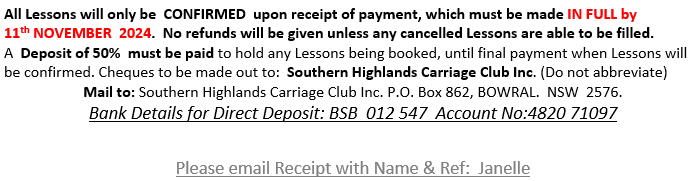 All Lessons will only be CONFIRMED upon receipt of payment, which must be made IN FULL by
11th NOVEMBER 2024. No refunds will be given unless any cancelled Lessons are able to be filled.
A Deposit of 50% must be paid to hold any Lessons being booked, until final payment when Lessons will
be confirmed. Cheques to be made out to: Southern Highlands Carriage Club Inc. (Do not abbreviate)
Mail to: Southern Highlands Carriage Club Inc. P.O. Box 862, BOWRAL. NSW 2576.
Bank Details for Direct Deposit: BSB 012 547 Account No:4820 71097
Please email Receipt with Name & Ref: Janelle